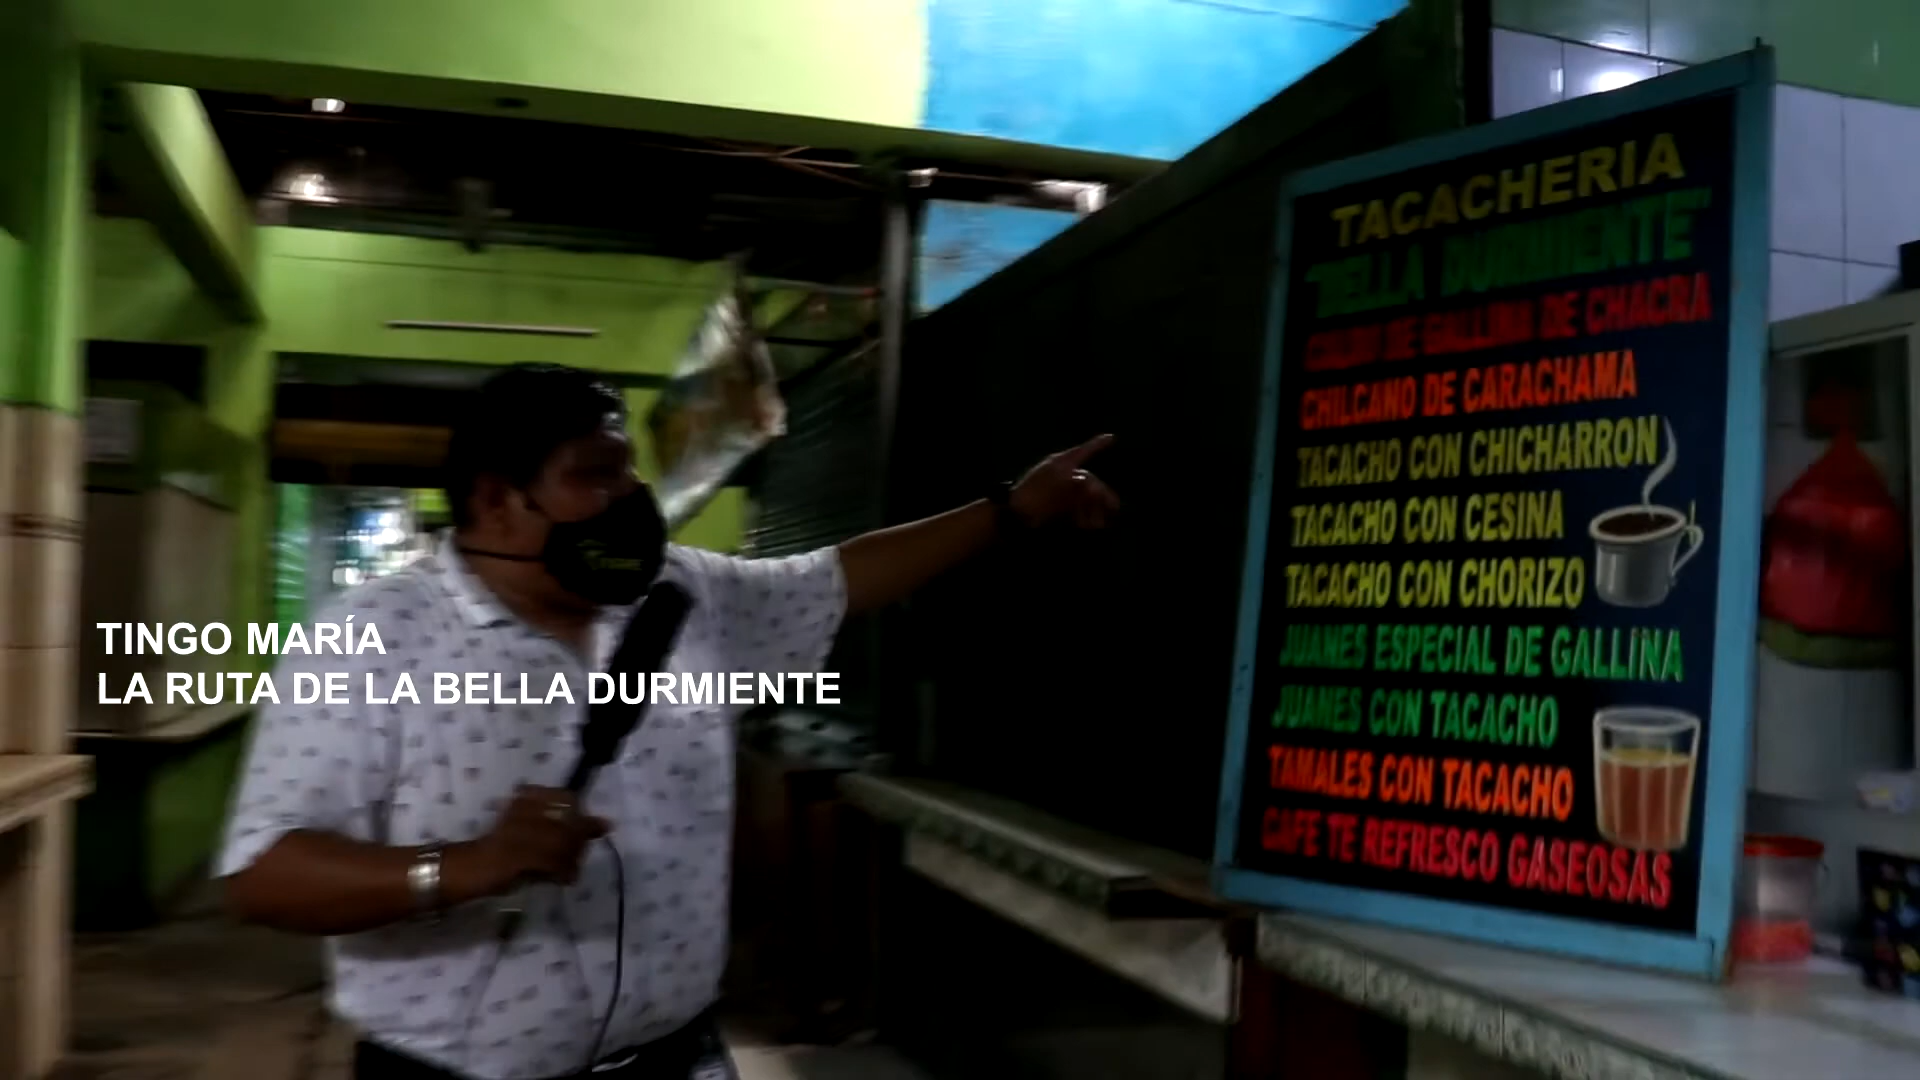 TACACHERIA
"BELLA DURMIENTE"
CALDO DE GALLINA DE CHACRA
CHILCANO DE CARACHAMA
TACACHO CON CHICHARRON
TACACHO CON CESINA
TACACHO CON CHORIZO
JUANES ESPECIAL DE GALLINA
JUANES CON TACACHO
TAMALES CON TACACHO
CAFE TE REFRESCO GASEOSAS
TINGO MARÍA
LA RUTA DE LA BELLA DURMIENTE